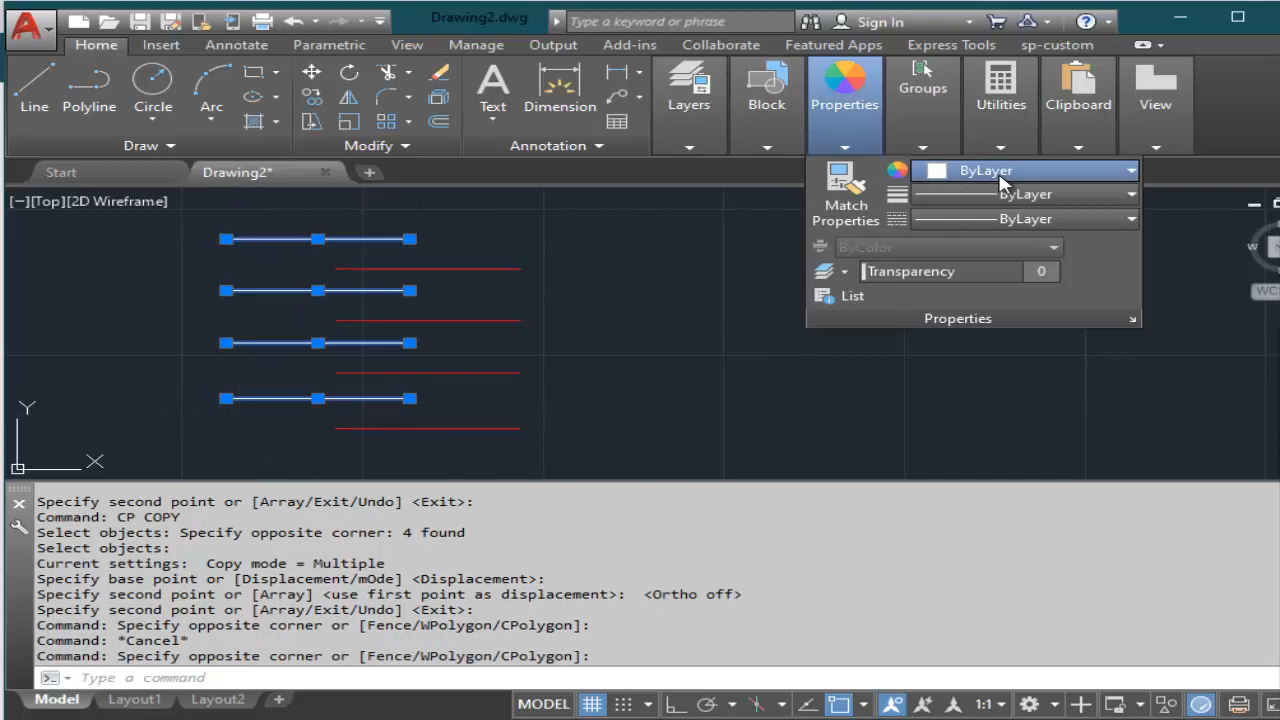 Drawing2.dwg
Type a keyword or phrase
Sign In
Home Insert Annotate Parametric View Manage Output Add-ins Collaborate Featured Apps Express Tools sp-custom
Line Polyline Circle Arc Text Dimension Layers Block Properties Groups Utilities Clipboard View
Draw Modify Annotation
Start Drawing2*
ByLayer
Match
Properties
ByLayer
ByLayer
ByColor
Transparency 0
List
Properties
[−][Top][2D Wireframe]
W
WC
Y
X
Specify second point or [Array/Exit/Undo] <Exit>:
Command: CP COPY
Select objects: Specify opposite corner: 4 found
Select objects:
Current settings:  Copy mode = Multiple
Specify base point or [Displacement/mOde] <Displacement>:
Specify second point or [Array] <use first point as displacement>:  <Ortho off>
Specify second point or [Array/Exit/Undo] <Exit>:
Command: Specify opposite corner or [Fence/WPolygon/CPolygon]:
Command: *Cancel*
Command: Specify opposite corner or [Fence/WPolygon/CPolygon]:
Type a command
Model Layout1 Layout2 +
MODEL 1:1